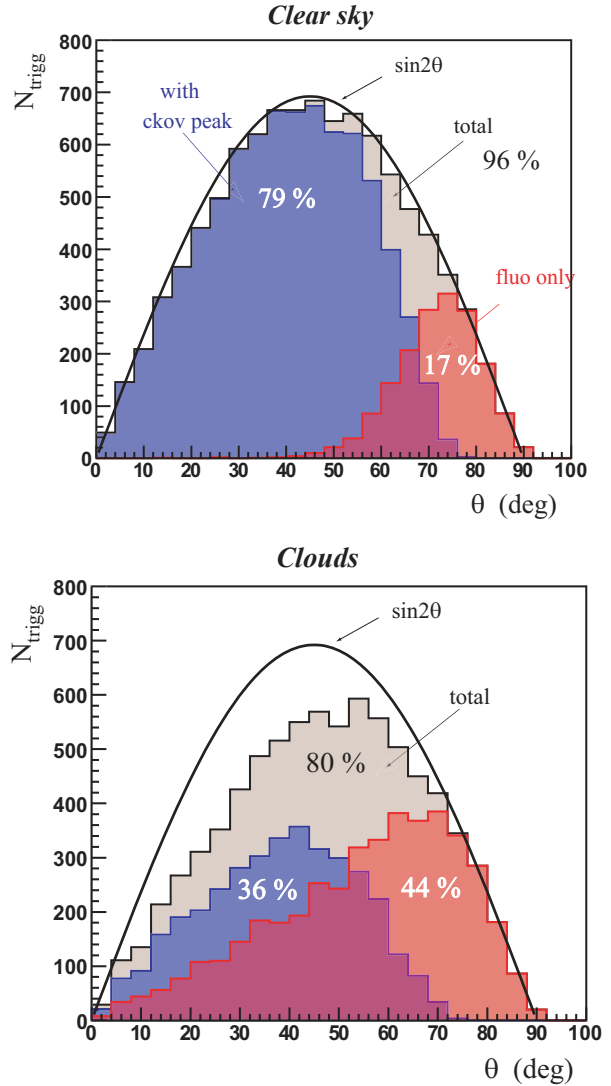 Clear sky
N_trigg
800
700
600
500
400
300
200
100
0
sin2θ
with
ckov peak
total
96 %
79 %
fluo only
17 %
0 10 20 30 40 50 60 70 80 90 100
θ (deg)
Clouds
N_trigg
800
700
600
500
400
300
200
100
0
sin2θ
total
80 %
36 %
44 %
0 10 20 30 40 50 60 70 80 90 100
θ (deg)